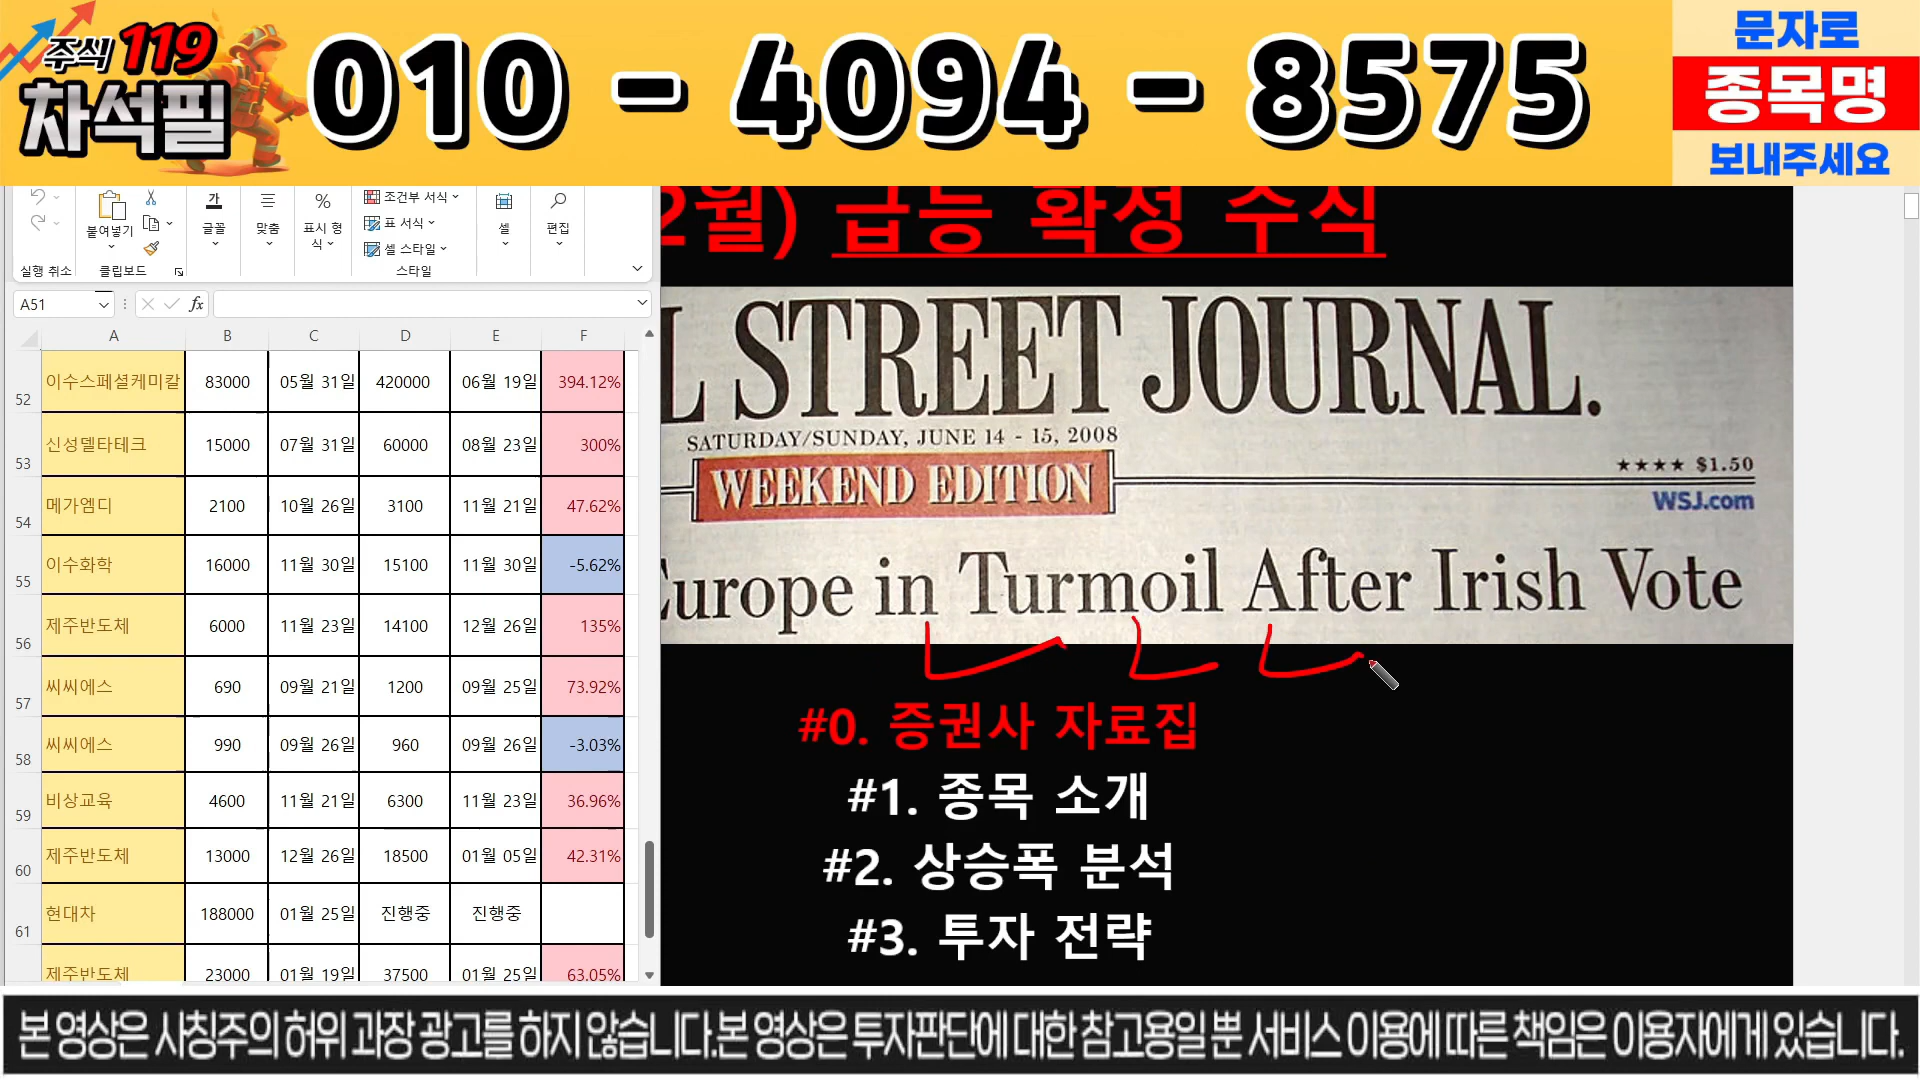 주식 119
차석필
010 - 4094 - 8575
문자로
종목명
보내주세요
붙여넣기
글꼴
맞춤
표시 형식
조건부 서식
표 서식
셀 스타일
셀
편집
실행 취소
클립보드
스타일
A51
fx
A B C D E F
52 이수스페셜케미칼 83000 05월 31일 420000 06월 19일 394.12%
53 신성델타테크 15000 07월 31일 60000 08월 23일 300%
54 메가엠디 2100 10월 26일 3100 11월 21일 47.62%
55 이수화학 16000 11월 30일 15100 11월 30일 -5.62%
56 제주반도체 6000 11월 23일 14100 12월 26일 135%
57 씨씨에스 690 09월 21일 1200 09월 25일 73.92%
58 씨씨에스 990 09월 26일 960 09월 26일 -3.03%
59 비상교육 4600 11월 21일 6300 11월 23일 36.96%
60 제주반도체 13000 12월 26일 18500 01월 05일 42.31%
61 현대차 188000 01월 25일 진행중 진행중
제주반도체 23000 01월 19일 37500 01월 25일 63.05%
2월) 급등 확정 주식
L STREET JOURNAL.
SATURDAY/SUNDAY, JUNE 14 - 15, 2008
WEEKEND EDITION
★★★★ $1.50
WSJ.com
Europe in Turmoil After Irish Vote
#0. 증권사 자료집
#1. 종목 소개
#2. 상승폭 분석
#3. 투자 전략
본 영상은 사칭주의 허위 과장 광고를 하지 않습니다.본 영상은 투자판단에 대한 참고용일 뿐 서비스 이용에 따른 책임은 이용자에게 있습니다.